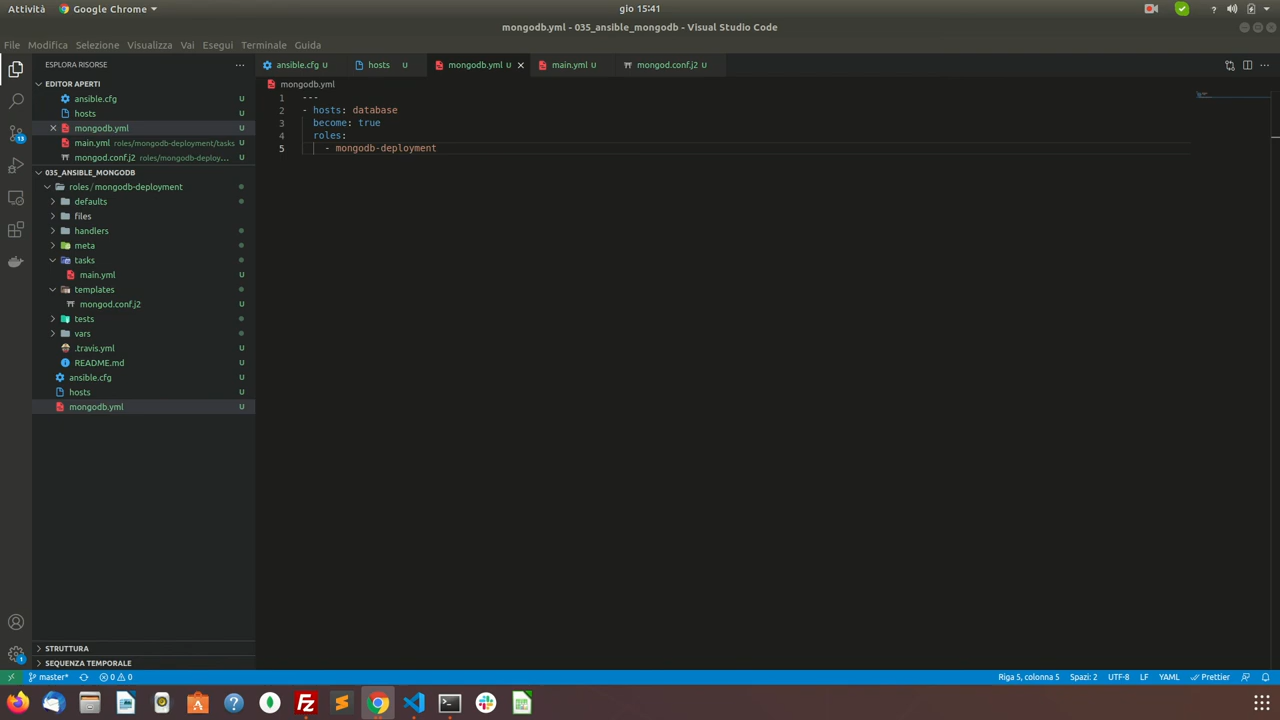 Attività
Google Chrome
gio 15:41
mongodb.yml - 035_ansible_mongodb - Visual Studio Code
File Modifica Selezione Visualizza Vai Esegui Terminale Guida
ESPLORA RISORSE
ansible.cfg U
hosts U
mongodb.yml U
main.yml U
mongod.conf.j2 U
EDITOR APERTI
ansible.cfg U
hosts U
mongodb.yml U
main.yml roles/mongodb-deployment/tasks U
mongod.conf.j2 roles/mongodb-deploy... U
035_ANSIBLE_MONGODB
roles / mongodb-deployment
defaults
files
handlers
meta
tasks
main.yml U
templates
mongod.conf.j2 U
tests
vars
.travis.yml U
README.md U
ansible.cfg U
hosts U
mongodb.yml U
STRUTTURA
SEQUENZA TEMPORALE
mongodb.yml
1 ---
2 - hosts: database
3 become: true
4 roles:
5 - mongodb-deployment
13
1
master*
0 0
Riga 5, colonna 5
Spazi: 2
UTF-8
LF
YAML
Prettier